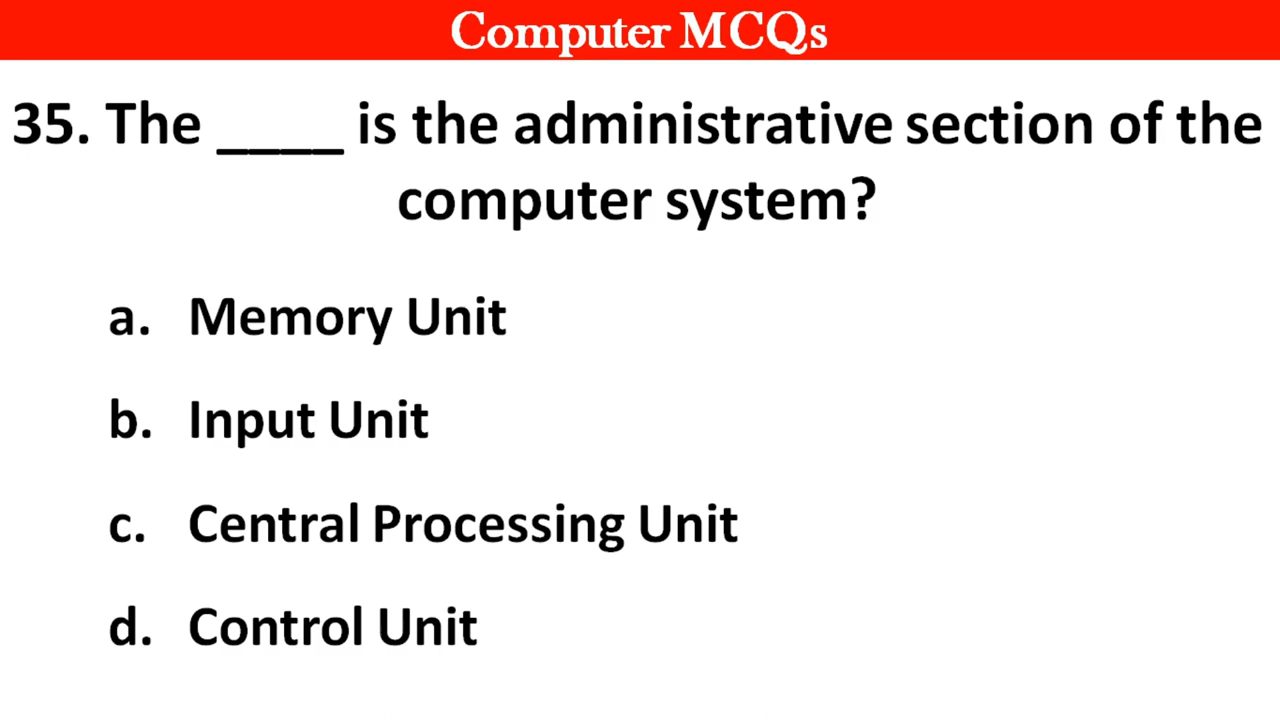 Computer MCQs
35. The ____ is the administrative section of the
computer system?
a. Memory Unit
b. Input Unit
c. Central Processing Unit
d. Control Unit